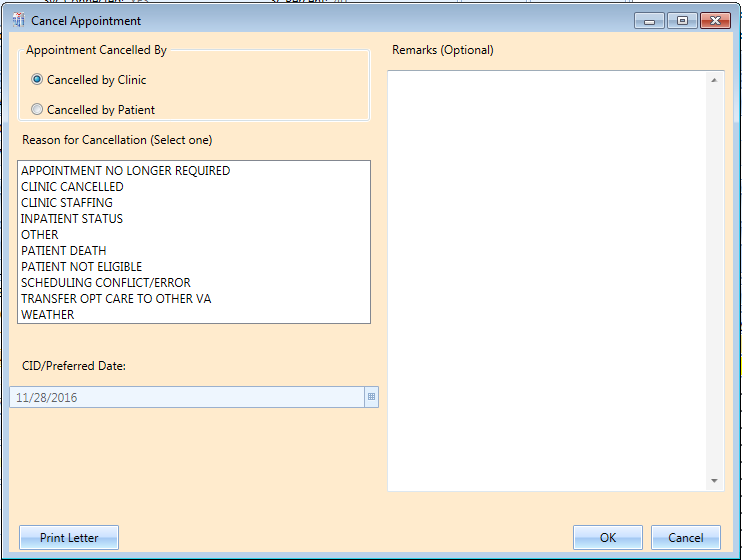 Cancel Appointment
Appointment Cancelled By
Cancelled by Clinic
Cancelled by Patient
Reason for Cancellation (Select one)
APPOINTMENT NO LONGER REQUIRED
CLINIC CANCELLED
CLINIC STAFFING
INPATIENT STATUS
OTHER
PATIENT DEATH
PATIENT NOT ELIGIBLE
SCHEDULING CONFLICT/ERROR
TRANSFER OPT CARE TO OTHER VA
WEATHER
CID/Preferred Date:
11/28/2016
Remarks (Optional)
Print Letter
OK
Cancel